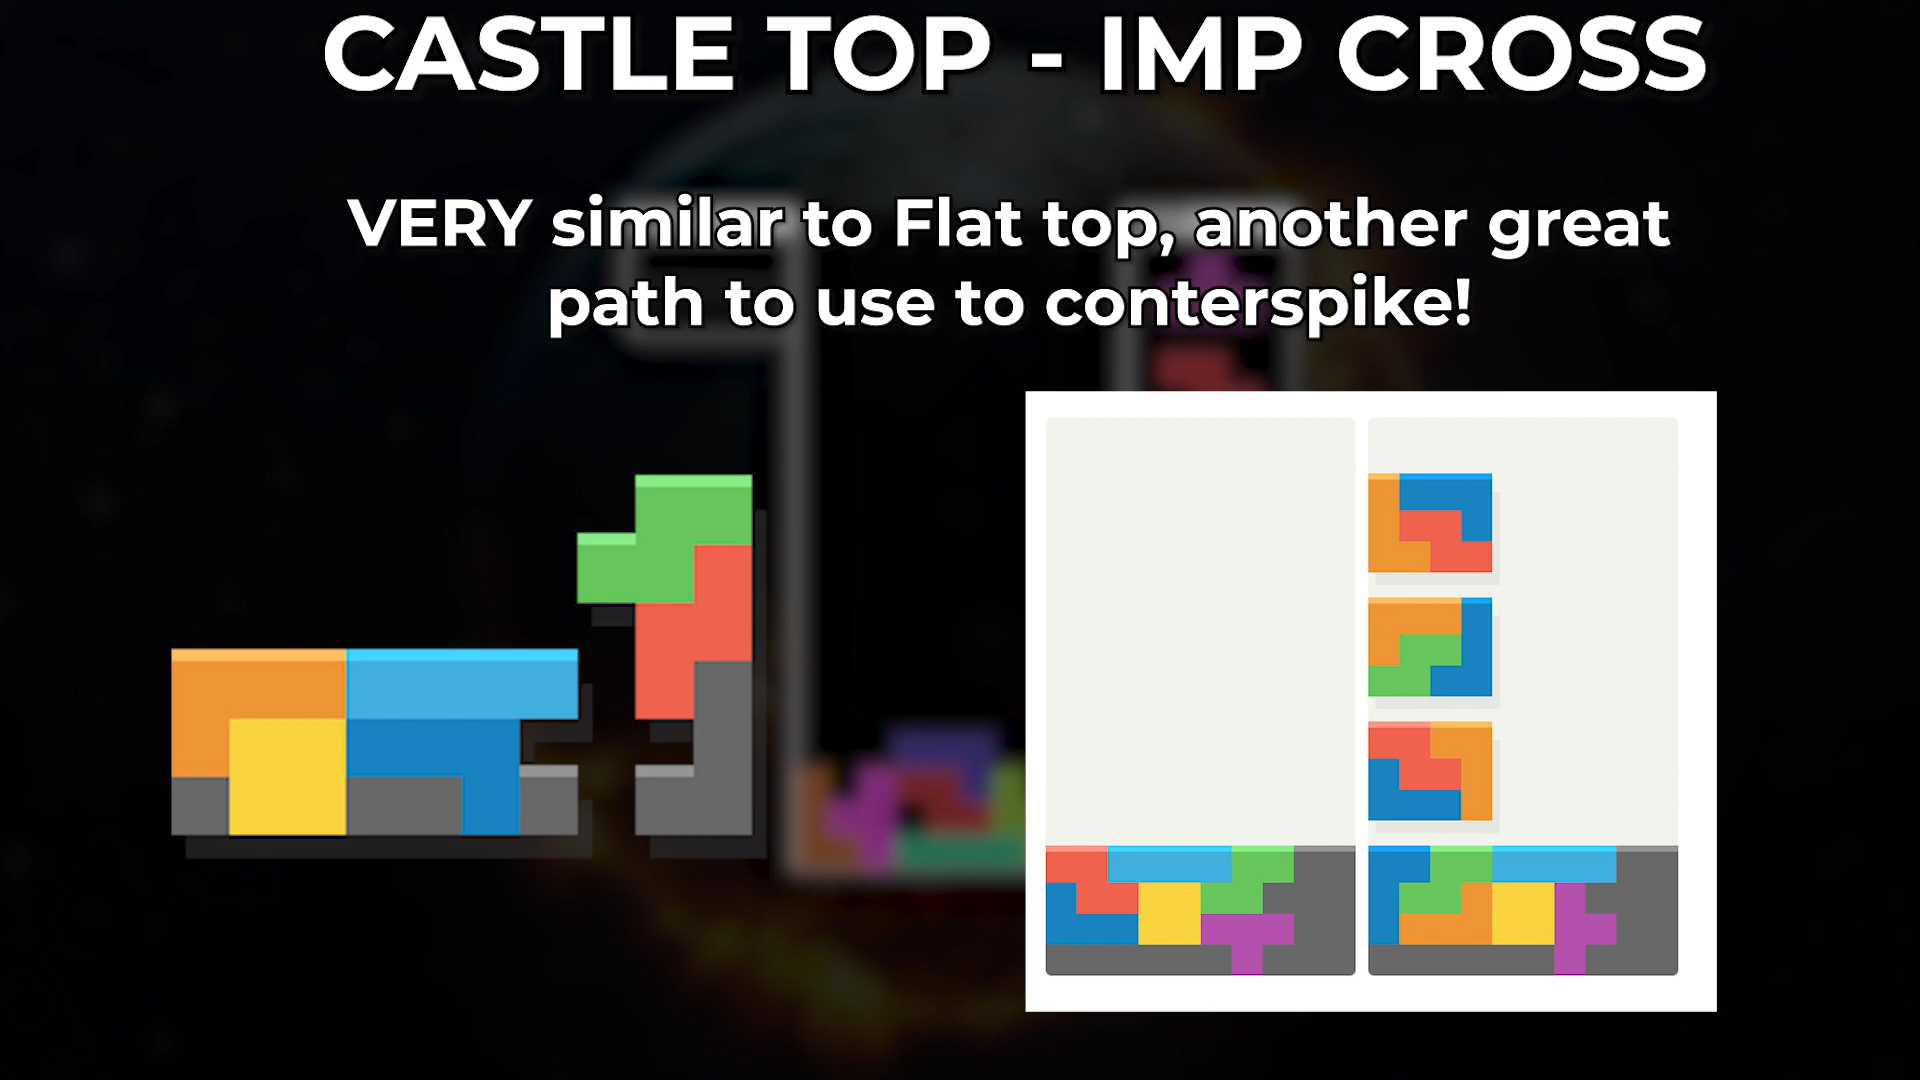 CASTLE TOP - IMP CROSS
VERY similar to Flat top, another great
path to use to conterspike!